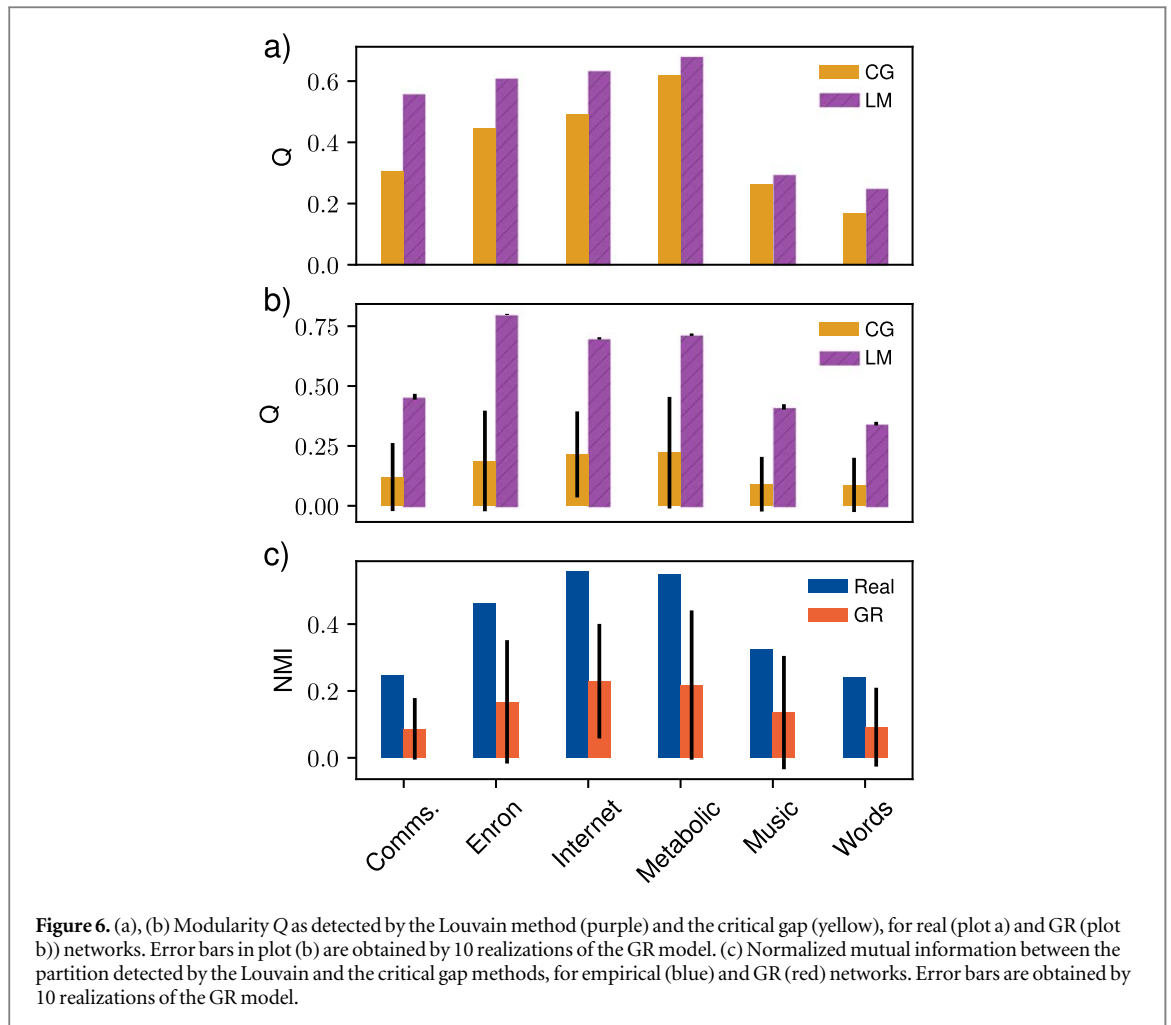 a)
0.6
0.4
0.2
0.0
Q
CG
LM
b)
0.75
0.50
0.25
0.00
Q
CG
LM
c)
0.4
0.2
0.0
NMI
Real
GR
Comms.
Enron
Internet
Metabolic
Music
Words
Figure 6. (a), (b) Modularity Q as detected by the Louvain method (purple) and the critical gap (yellow), for real (plot a) and GR (plot
b)) networks. Error bars in plot (b) are obtained by 10 realizations of the GR model. (c) Normalized mutual information between the
partition detected by the Louvain and the critical gap methods, for empirical (blue) and GR (red) networks. Error bars are obtained by
10 realizations of the GR model.